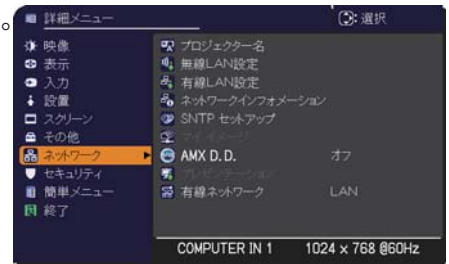 。
詳細メニュー
:選択
映像
表示
入力
設置
スクリーン
その他
ネットワーク
セキュリティ
簡単メニュー
終了
プロジェクター名
無線LAN設定
有線LAN設定
ネットワークインフォメーション
SNTP セットアップ
マイ イメージ
AMX D.D. オフ
プレゼンテーション
有線ネットワーク LAN
COMPUTER IN 1 1024 x 768 @60Hz